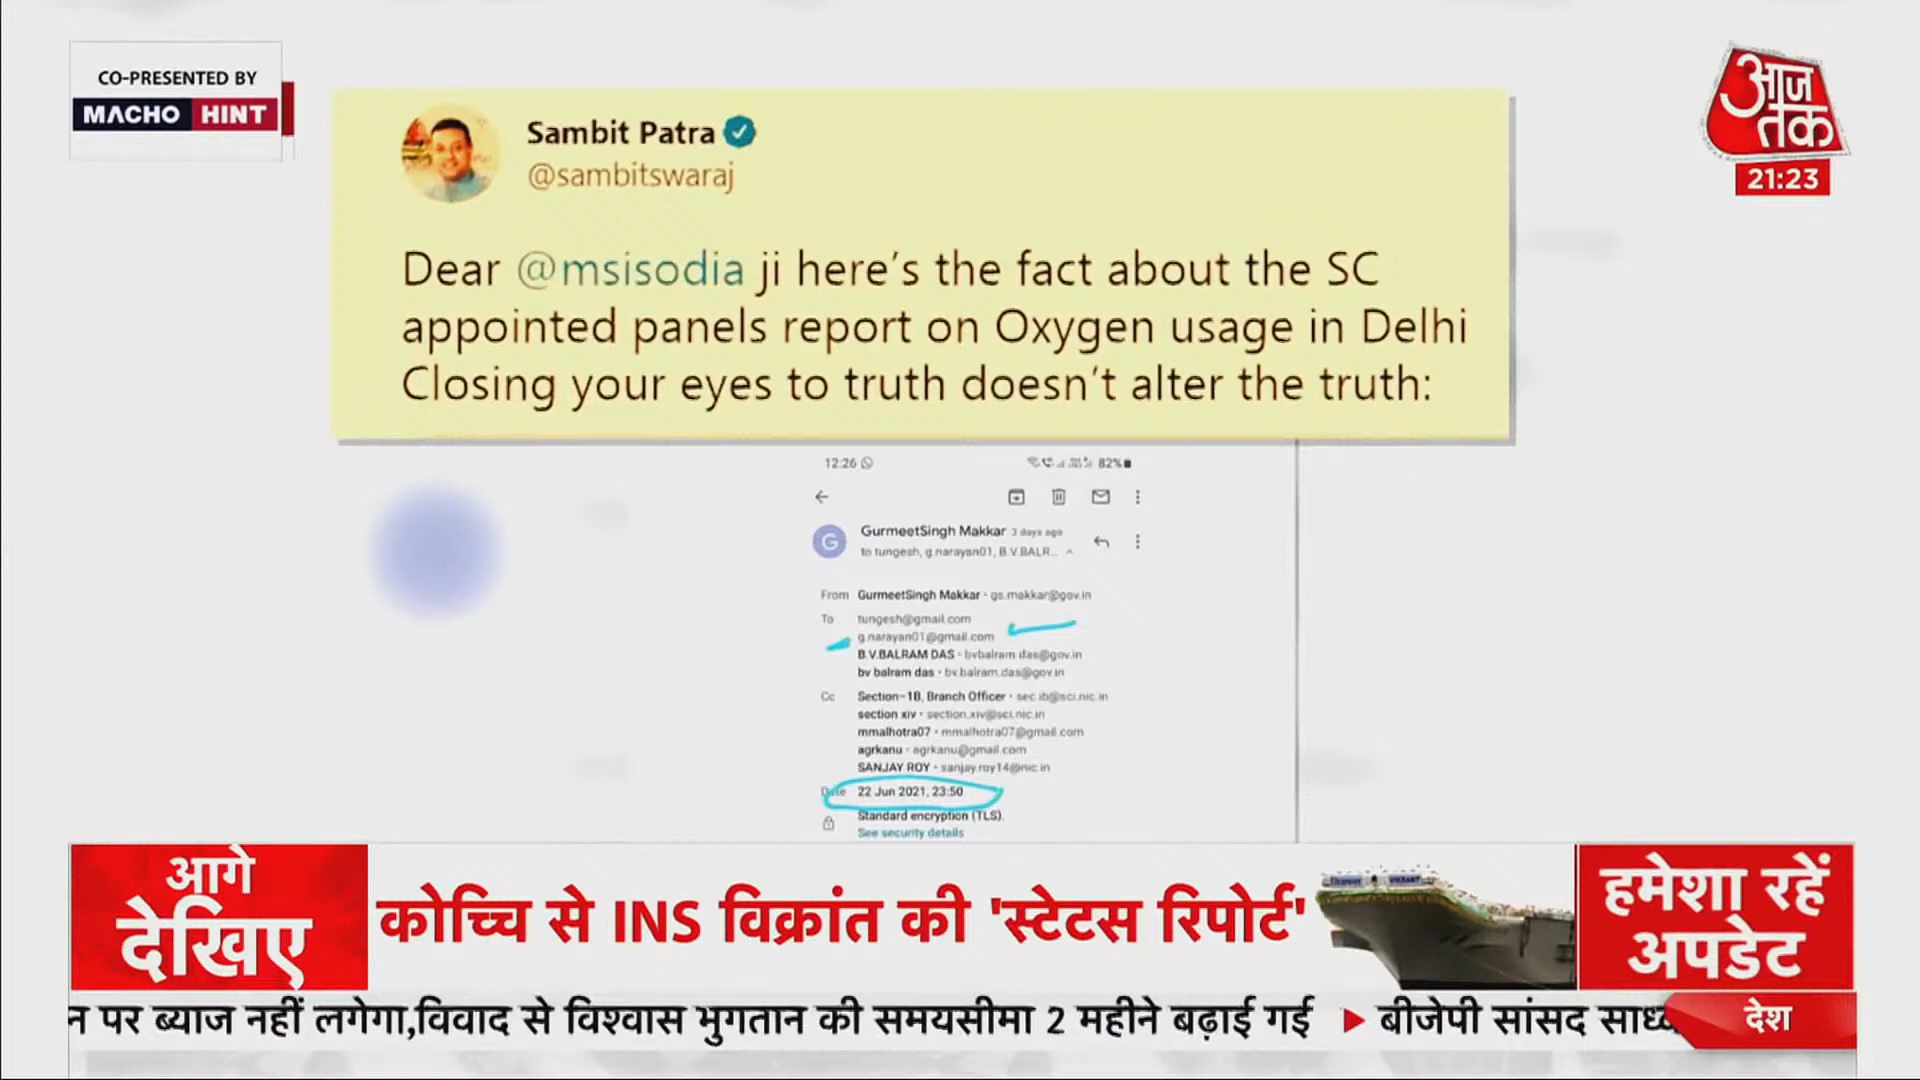 CO-PRESENTED BY
MACHO HINT
आज तक
21:23
Sambit Patra
@sambitswaraj
Dear @msisodia ji here's the fact about the SC
appointed panels report on Oxygen usage in Delhi
Closing your eyes to truth doesn't alter the truth:
12:26
82%
G
GurmeetSingh Makkar 3 days ago
to tungesh, g.narayan01, B.V.BALR...
From GurmeetSingh Makkar • gs.makkar@gov.in
To tungesh@gmail.com
g.narayan01@gmail.com
B.V.BALRAM DAS • bvbalram.das@gov.in
bv balram das • bv.balram.das@gov.in
Cc Section-1B, Branch Officer • sec.ib@sci.nic.in
section xiv • section.xiv@sci.nic.in
mmalhotra07 • mmalhotra07@gmail.com
agrkanu • agrkanu@gmail.com
SANJAY ROY • sanjay.roy14@nic.in
Date 22 Jun 2021, 23:50
Standard encryption (TLS).
See security details
आगे
देखिए
कोच्चि से INS विक्रांत की 'स्टेटस रिपोर्ट'
VIKRANT
हमेशा रहें
अपडेट
न पर ब्याज नहीं लगेगा,विवाद से विश्वास भुगतान की समयसीमा 2 महीने बढ़ाई गई
बीजेपी सांसद
देश